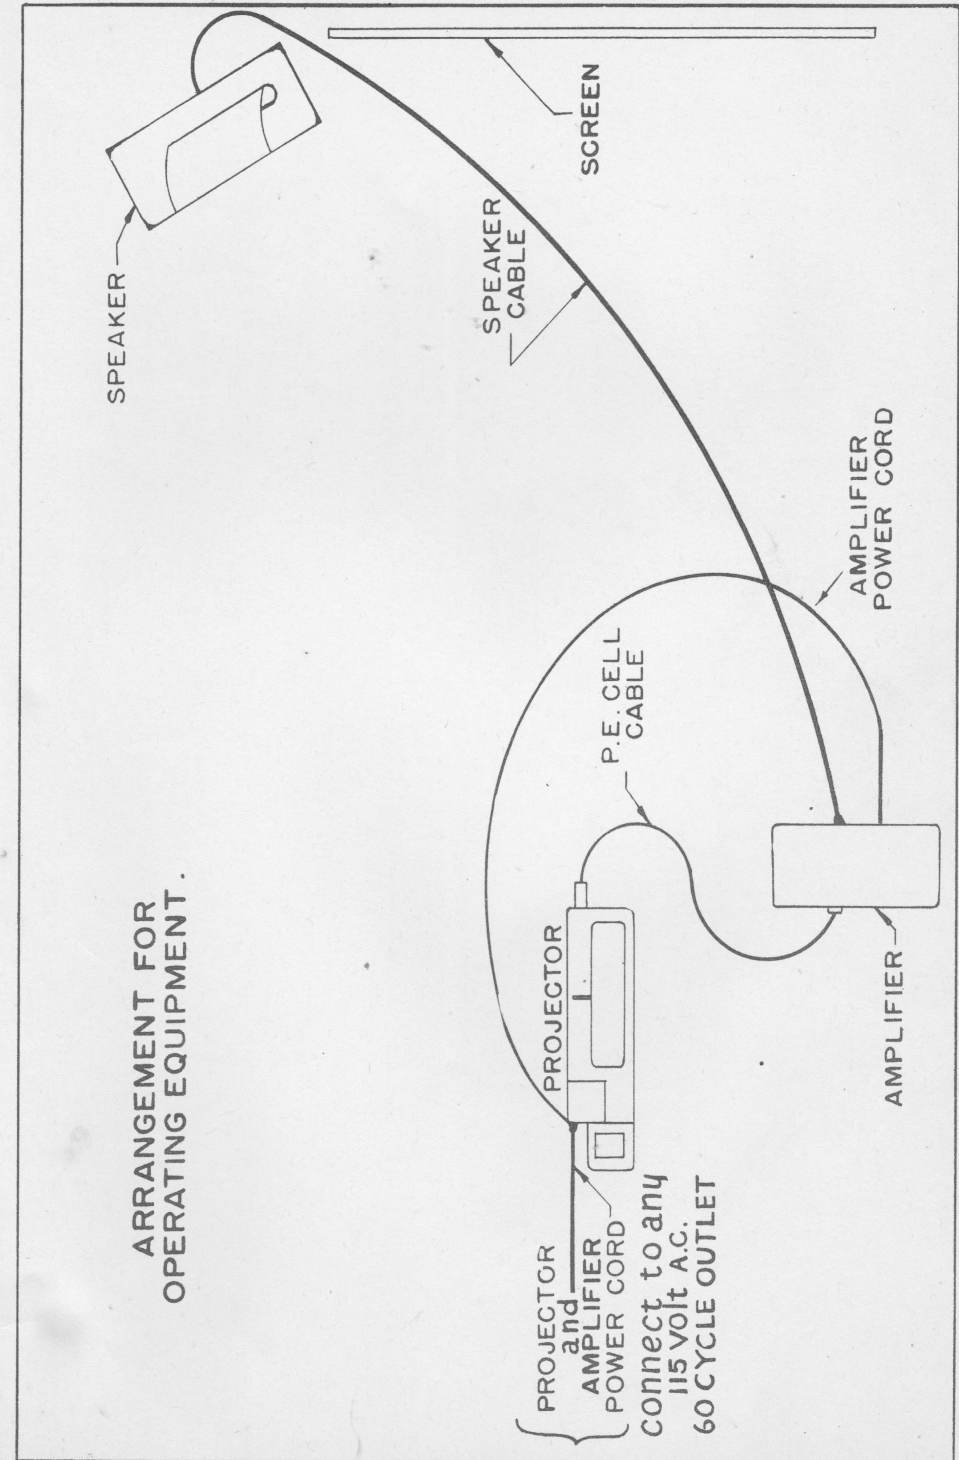 ARRANGEMENT FOR
OPERATING EQUIPMENT.
SPEAKER
SCREEN
SPEAKER
CABLE
AMPLIFIER
POWER CORD
P.E. CELL
CABLE
PROJECTOR
AMPLIFIER
PROJECTOR
and
AMPLIFIER
POWER CORD
connect to any
115 VOLT A.C.
60 CYCLE OUTLET